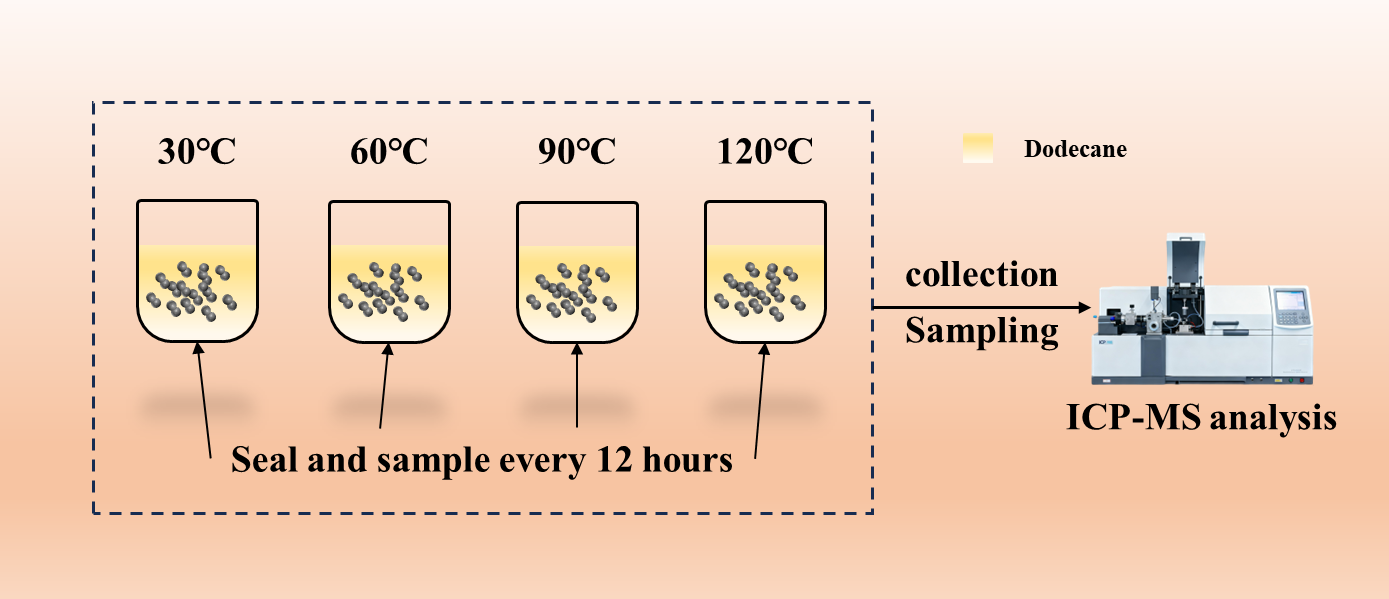 30℃ 60℃ 90℃ 120℃
Dodecane
collection
Sampling
Seal and sample every 12 hours
ICP-MS analysis